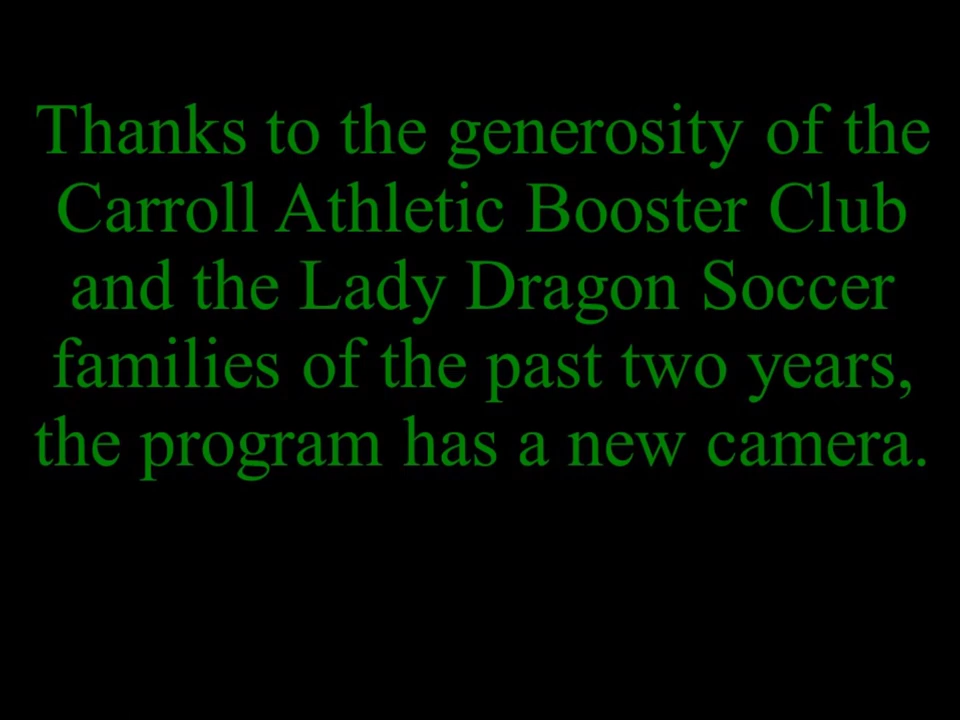 Thanks to the generosity of the
Carroll Athletic Booster Club
and the Lady Dragon Soccer
families of the past two years,
the program has a new camera.